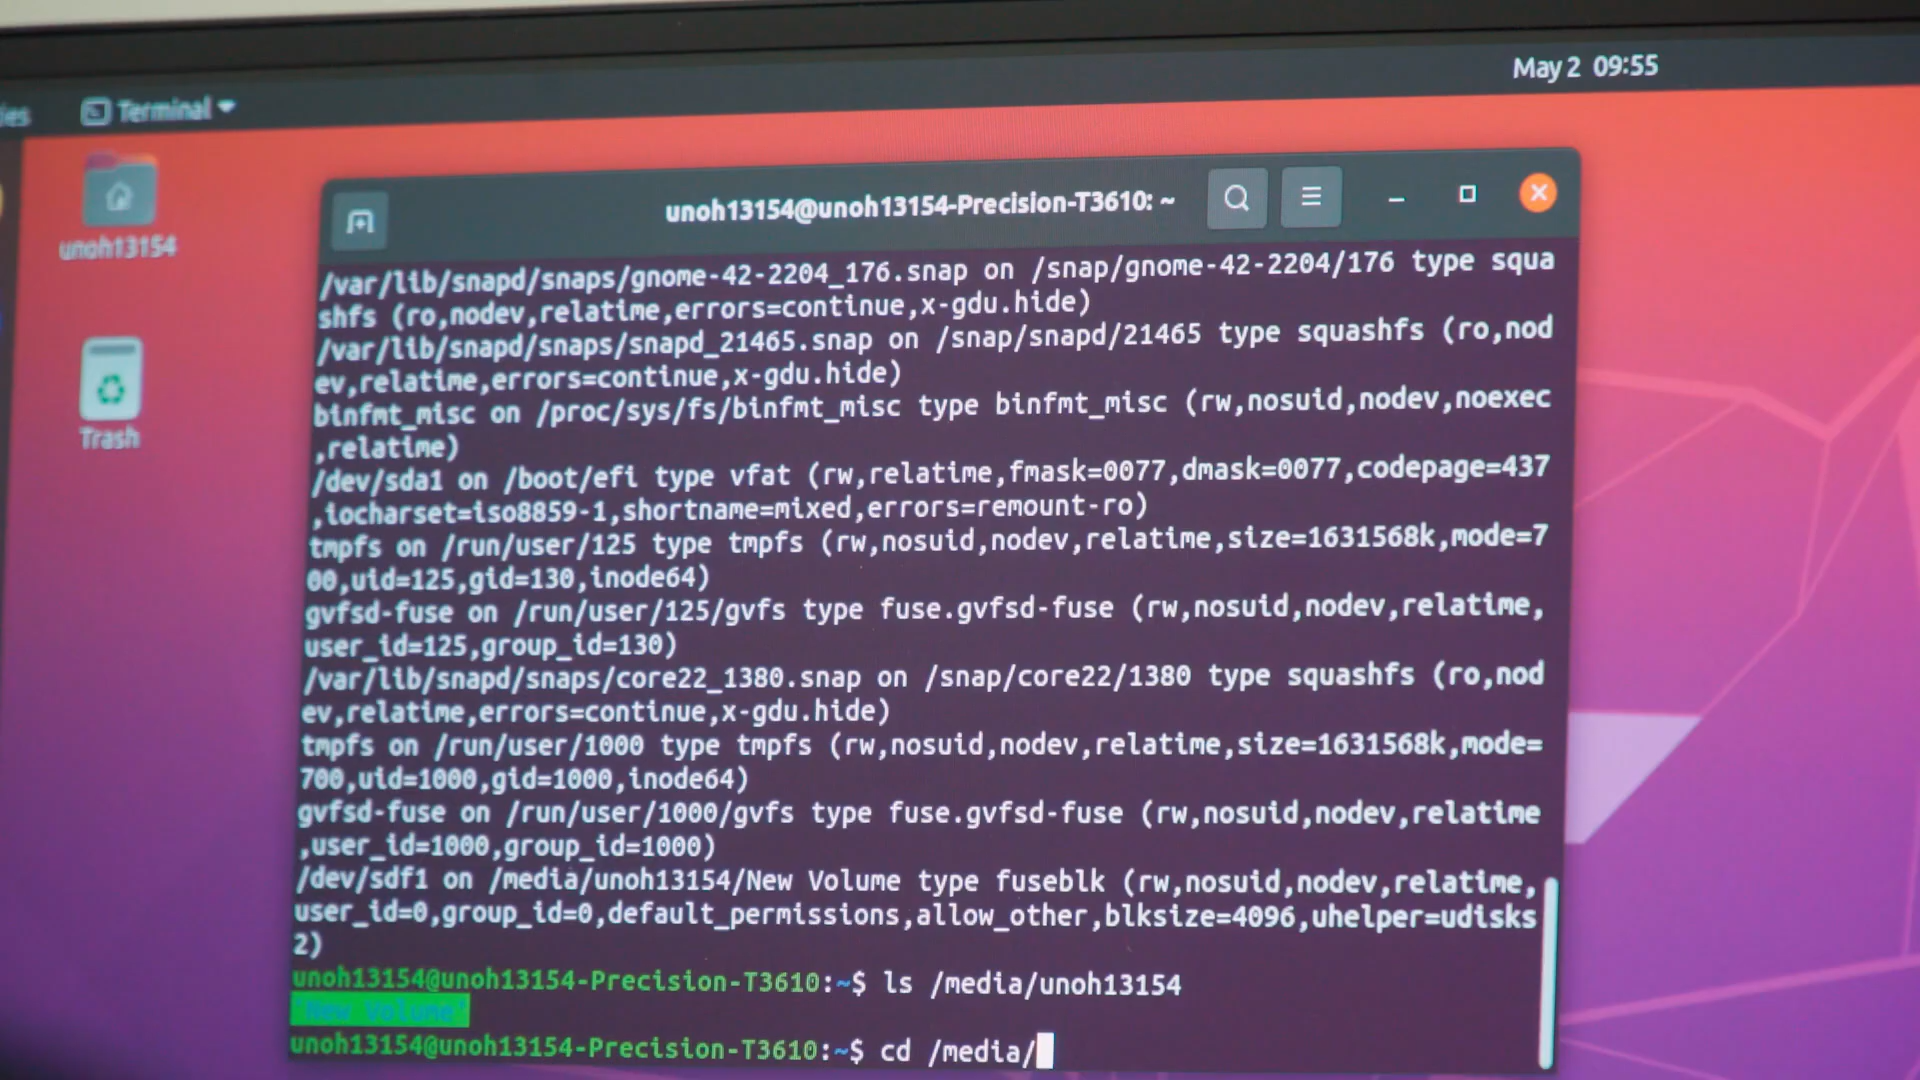 May 2 09:55
Terminal
unoh13154
Trash
unoh13154@unoh13154-Precision-T3610: ~
/var/lib/snapd/snaps/gnome-42-2204_176.snap on /snap/gnome-42-2204/176 type squa
shfs (ro,nodev,relatime,errors=continue,x-gdu.hide)
/var/lib/snapd/snaps/snapd_21465.snap on /snap/snapd/21465 type squashfs (ro,nod
ev,relatime,errors=continue,x-gdu.hide)
binfmt_misc on /proc/sys/fs/binfmt_misc type binfmt_misc (rw,nosuid,nodev,noexec
,relatime)
/dev/sda1 on /boot/efi type vfat (rw,relatime,fmask=0077,dmask=0077,codepage=437
,iocharset=iso8859-1,shortname=mixed,errors=remount-ro)
tmpfs on /run/user/125 type tmpfs (rw,nosuid,nodev,relatime,size=1631568k,mode=7
00,uid=125,gid=130,inode64)
gvfsd-fuse on /run/user/125/gvfs type fuse.gvfsd-fuse (rw,nosuid,nodev,relatime,
user_id=125,group_id=130)
/var/lib/snapd/snaps/core22_1380.snap on /snap/core22/1380 type squashfs (ro,nod
ev,relatime,errors=continue,x-gdu.hide)
tmpfs on /run/user/1000 type tmpfs (rw,nosuid,nodev,relatime,size=1631568k,mode=
700,uid=1000,gid=1000,inode64)
gvfsd-fuse on /run/user/1000/gvfs type fuse.gvfsd-fuse (rw,nosuid,nodev,relatime
,user_id=1000,group_id=1000)
/dev/sdf1 on /media/unoh13154/New Volume type fuseblk (rw,nosuid,nodev,relatime,
user_id=0,group_id=0,default_permissions,allow_other,blksize=4096,uhelper=udisks
2)
unoh13154@unoh13154-Precision-T3610:~$ ls /media/unoh13154
'New Volume'
unoh13154@unoh13154-Precision-T3610:~$ cd /media/